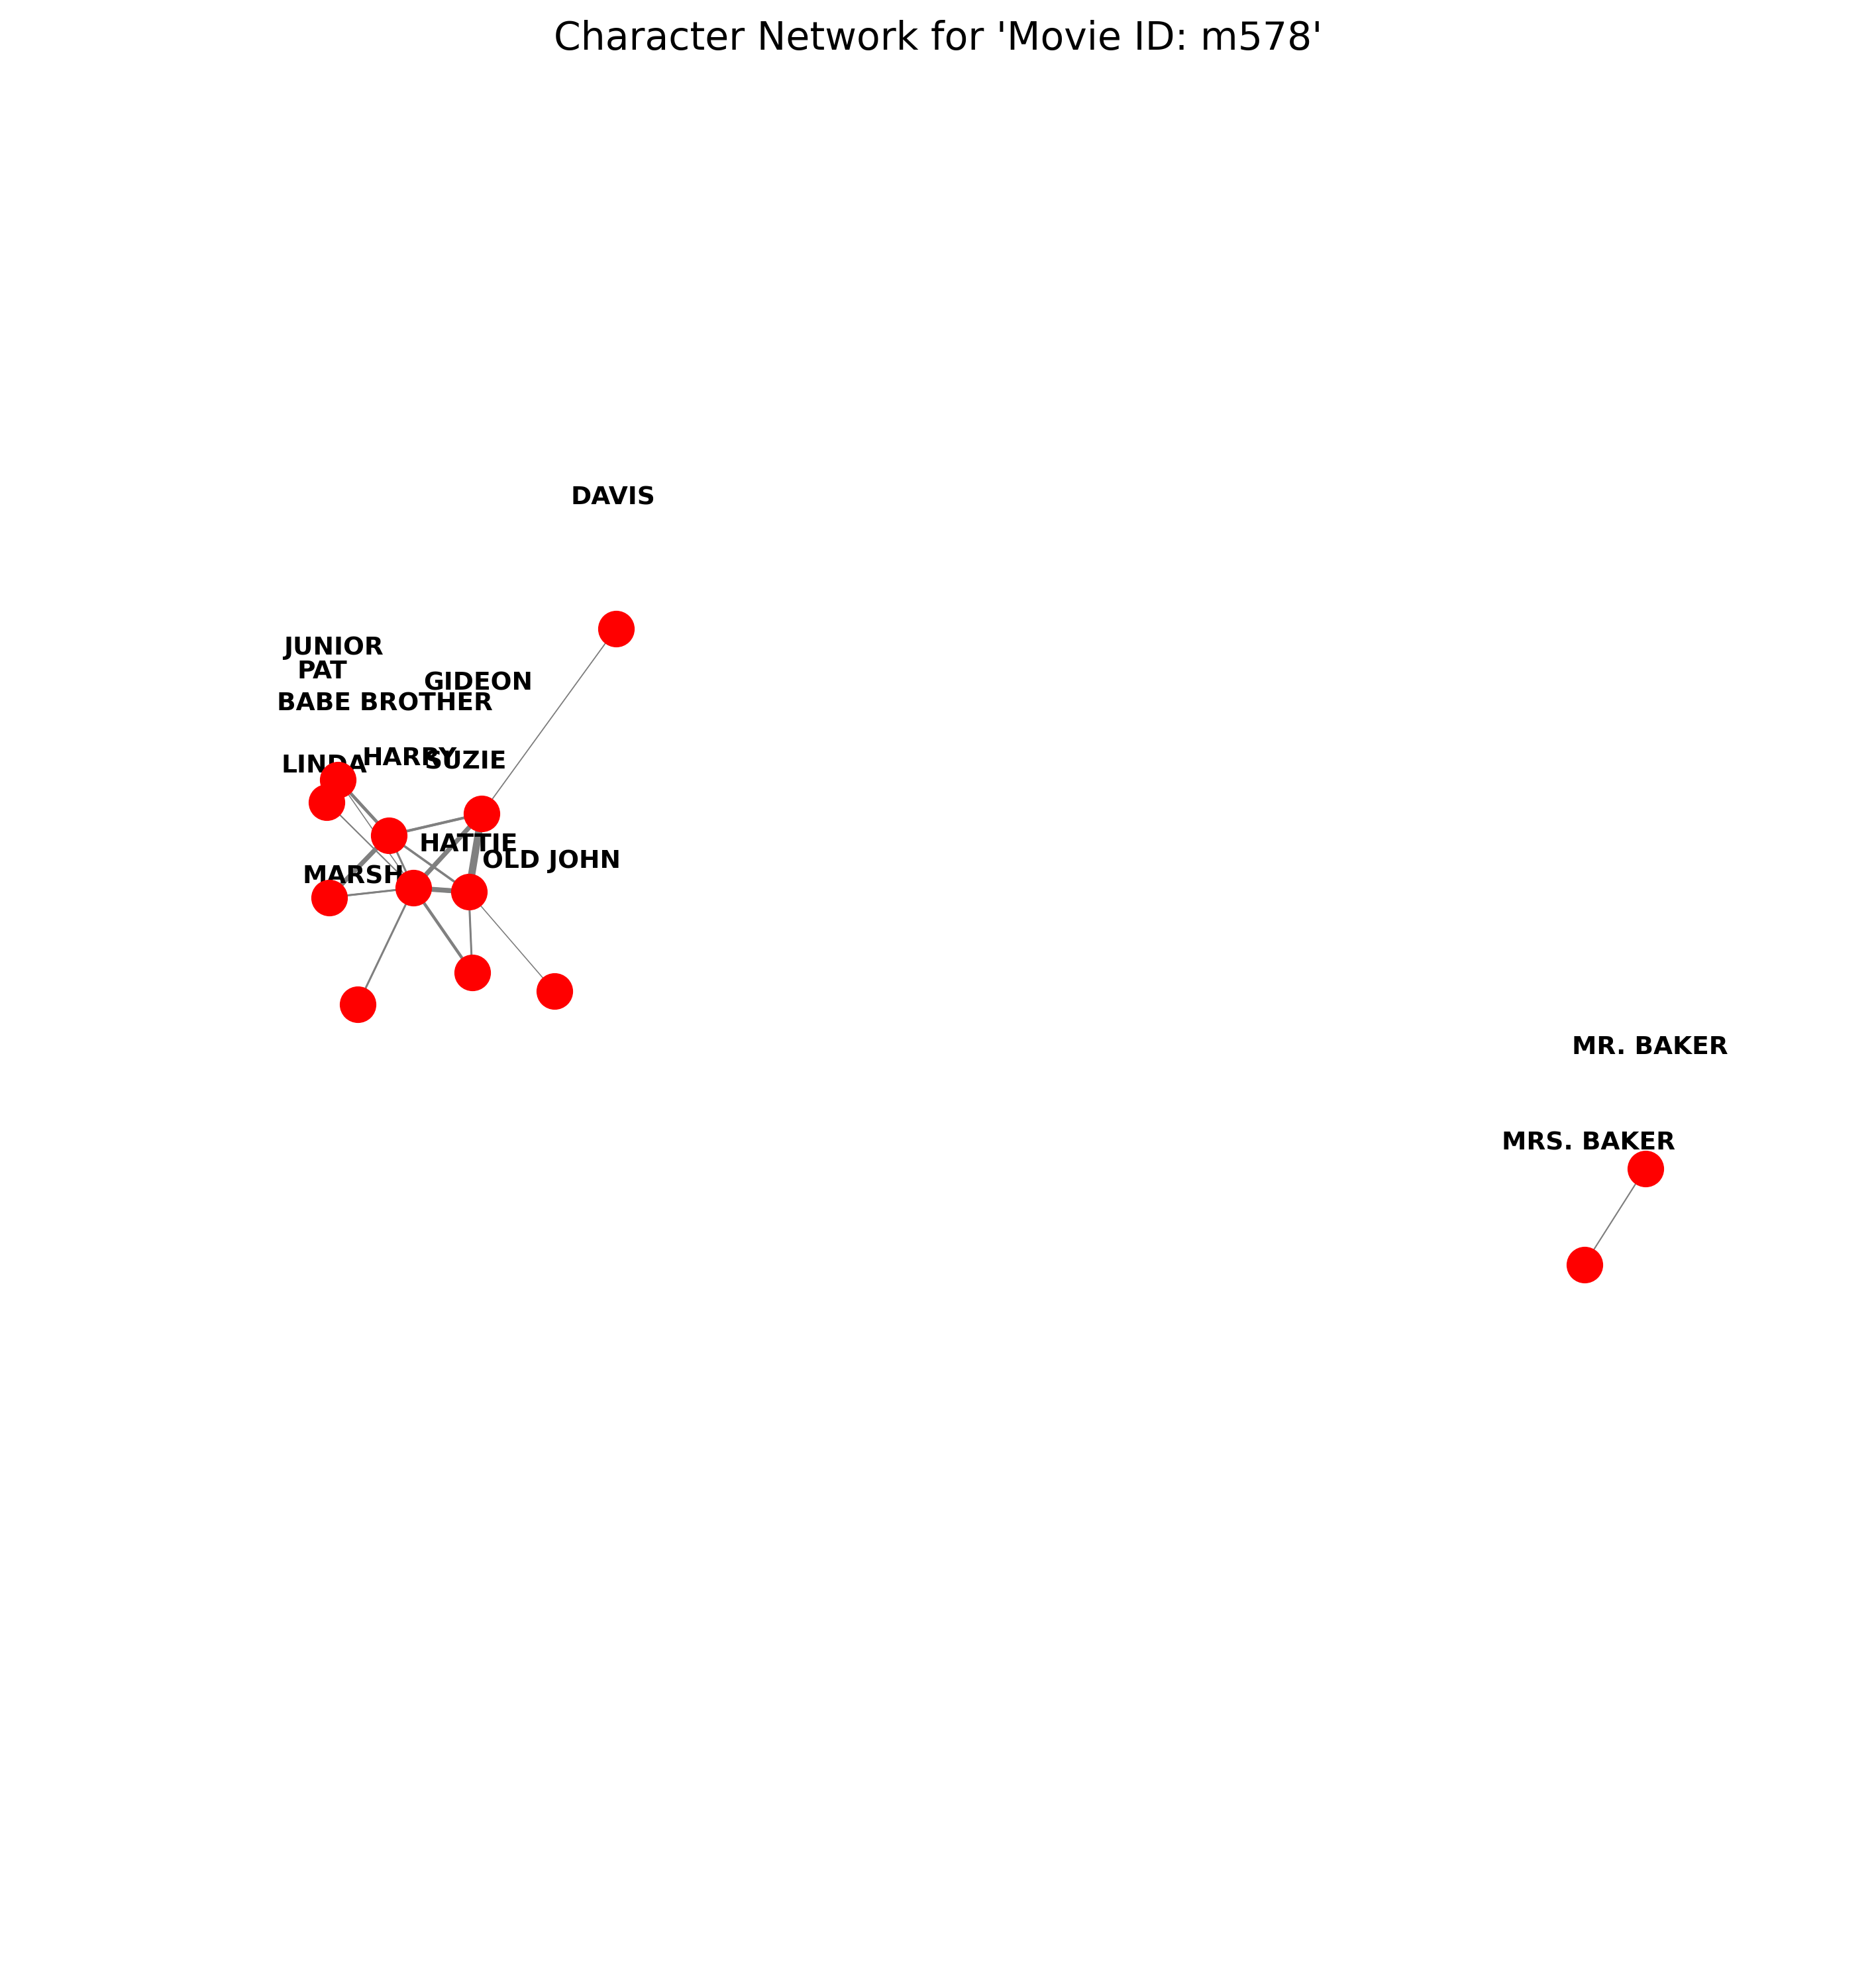 Character Network for 'Movie ID: m578'
DAVIS
JUNIOR
PAT
GIDEON
BABE BROTHER
HARRY
SUZIE
LINDA
HATTIE
OLD JOHN
MARSH
MR. BAKER
MRS. BAKER